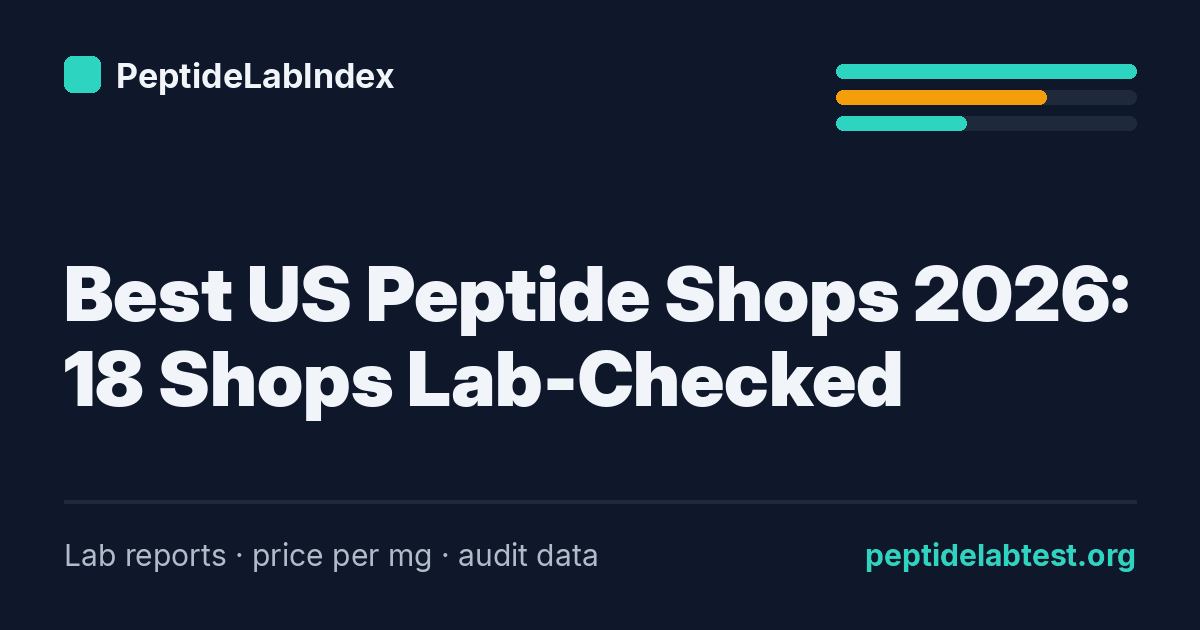 PeptideLabIndex
Best US Peptide Shops 2026:
18 Shops Lab-Checked
Lab reports · price per mg · audit data
peptidelabtest.org